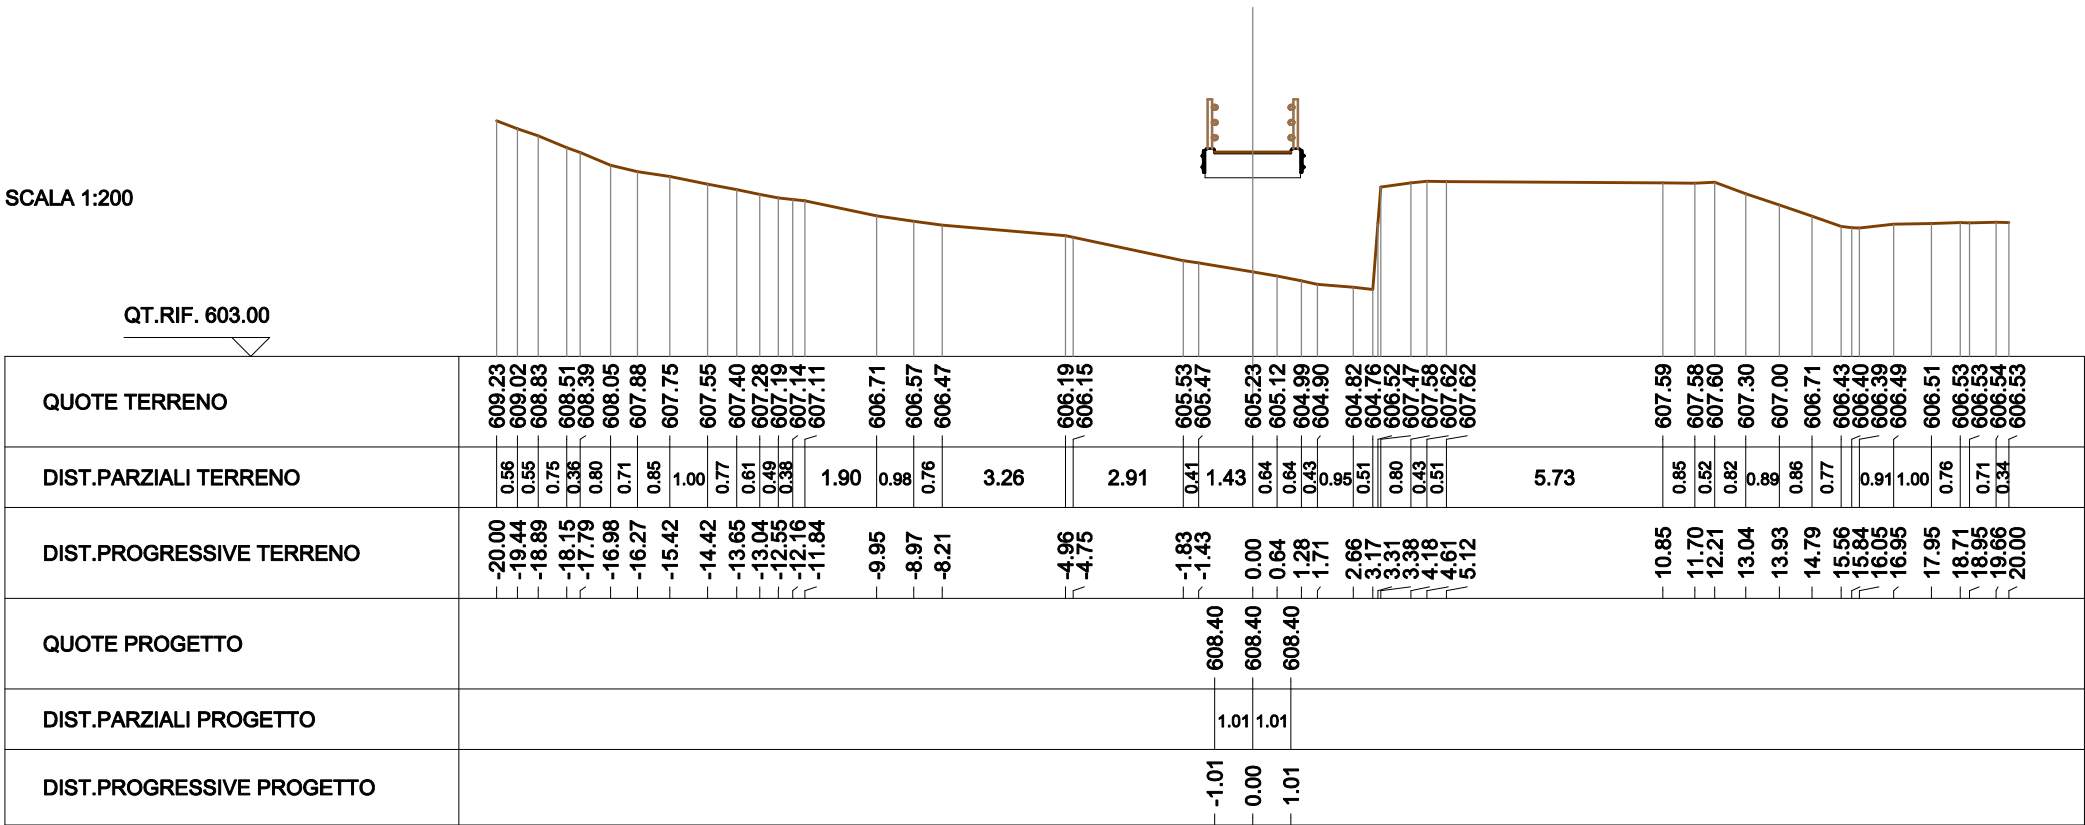 SCALA 1:200
QT.RIF. 603.00
QUOTE TERRENO 609.23 609.02 608.83 608.51 608.39 608.05 607.88 607.75 607.55 607.40 607.28 607.19 607.14 607.11 606.71 606.57 606.47 606.19 606.15 605.53 605.47 605.23 605.12 604.99 604.90 604.82 604.76 606.52 607.47 607.58 607.62 607.62 607.59 607.58 607.60 607.30 607.00 606.71 606.43 606.40 606.39 606.49 606.51 606.53 606.53 606.54 606.53
DIST.PARZIALI TERRENO 0.56 0.55 0.75 0.36 0.80 0.71 0.85 1.00 0.77 0.61 0.49 0.38 1.90 0.98 0.76 3.26 2.91 0.41 1.43 0.64 0.64 0.43 0.95 0.51 0.80 0.43 0.51 5.73 0.85 0.52 0.82 0.89 0.86 0.77 0.91 1.00 0.76 0.71 0.34
DIST.PROGRESSIVE TERRENO -20.00 -19.44 -18.89 -18.15 -17.79 -16.98 -16.27 -15.42 -14.42 -13.65 -13.04 -12.55 -12.16 -11.84 -9.95 -8.97 -8.21 -4.96 -4.75 -1.83 -1.43 0.00 0.64 1.28 1.71 2.66 3.17 3.31 3.38 4.18 4.61 5.12 10.85 11.70 12.21 13.04 13.93 14.79 15.56 15.84 16.05 16.95 17.95 18.71 18.95 19.66 20.00
QUOTE PROGETTO 608.40 608.40 608.40
DIST.PARZIALI PROGETTO 1.01 1.01
DIST.PROGRESSIVE PROGETTO -1.01 0.00 1.01